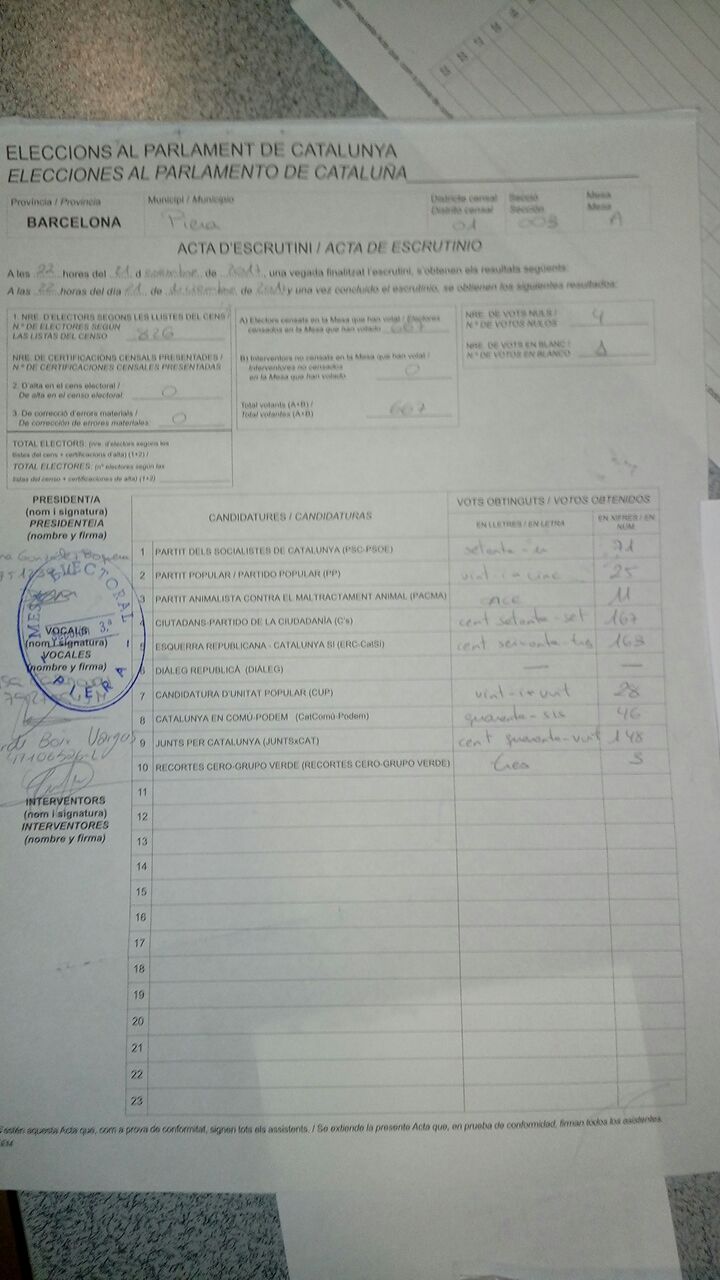 ELECCIONS AL PARLAMENT DE CATALUNYA
ELECCIONES AL PARLAMENTO DE CATALUÑA
Província / Provincia
Municipi / Municipio
Districte censal
Distrito censal
Secció
Sección
Mesa
Mesa
BARCELONA
Piera
01
003
A
ACTA D'ESCRUTINI / ACTA DE ESCRUTINIO
A les 22 hores del 21 d de 2017, una vegada finalitzat l'escrutini, s'obtenen els resultats següents:
A las 22 horas del día 21 de diciembre de 2017 y una vez concluido el escrutinio, se obtienen los siguientes resultados:
1. NRE. D'ELECTORS SEGONS LES LLISTES DEL CENS /
N.º DE ELECTORES SEGÚN
LAS LISTAS DEL CENSO 826
NRE. DE CERTIFICACIONS CENSALS PRESENTADES /
N.º DE CERTIFICACIONES CENSALES PRESENTADAS
2. D'alta en el cens electoral /
De alta en el censo electoral: 0
3. De correcció d'errors materials /
De corrección de errores materiales: 0
TOTAL ELECTORS: (nre. d'electors segons les
llistes del cens + certificacions d'alta) (1+2) /
TOTAL ELECTORES: (nº electores según las
listas del censo + certificaciones de alta) (1+2)
A) Electors censats en la Mesa que han votat / Electores
censados en la Mesa que han votado 667
B) Interventors no censats en la Mesa que han votat /
Interventores no censados
en la Mesa que han votado 0
Total votants (A+B) /
Total votantes (A+B) 667
NRE. DE VOTS NULS /
N.º DE VOTOS NULOS 4
NRE. DE VOTS EN BLANC /
N.º DE VOTOS EN BLANCO 1
PRESIDENT/A
(nom i signatura)
PRESIDENTE/A
(nombre y firma)
MESA ELECTORAL
SECCIÓN 3.ª
PIERA
VOCALS
(nom i signatura)
VOCALES
(nombre y firma)
Boix Vargas
INTERVENTORS
(nom i signatura)
INTERVENTORES
(nombre y firma)
CANDIDATURES / CANDIDATURAS
VOTS OBTINGUTS / VOTOS OBTENIDOS
EN LLETRES / EN LETRA
EN XIFRES / EN NÚM.
1 PARTIT DELS SOCIALISTES DE CATALUNYA (PSC-PSOE) setanta-u 71
2 PARTIT POPULAR / PARTIDO POPULAR (PP) vint-i-cinc 25
3 PARTIT ANIMALISTA CONTRA EL MALTRACTAMENT ANIMAL (PACMA) onze 11
4 CIUTADANS-PARTIDO DE LA CIUDADANÍA (C's) cent setanta-set 167
5 ESQUERRA REPUBLICANA - CATALUNYA SÍ (ERC-CatSí) cent seixanta-tres 163
6 DIÀLEG REPUBLICÀ (DIÀLEG) — —
7 CANDIDATURA D'UNITAT POPULAR (CUP) vint-i-vuit 28
8 CATALUNYA EN COMÚ-PODEM (CatComú-Podem) quaranta-sis 46
9 JUNTS PER CATALUNYA (JUNTSxCAT) cent quaranta-vuit 148
10 RECORTES CERO-GRUPO VERDE (RECORTES CERO-GRUPO VERDE) tres 3
11
12
13
14
15
16
17
18
19
20
21
22
23
estén aquesta Acta que, com a prova de conformitat, signen tots els assistents. / Se extiende la presente Acta que, en prueba de conformidad, firman todos los asistentes.